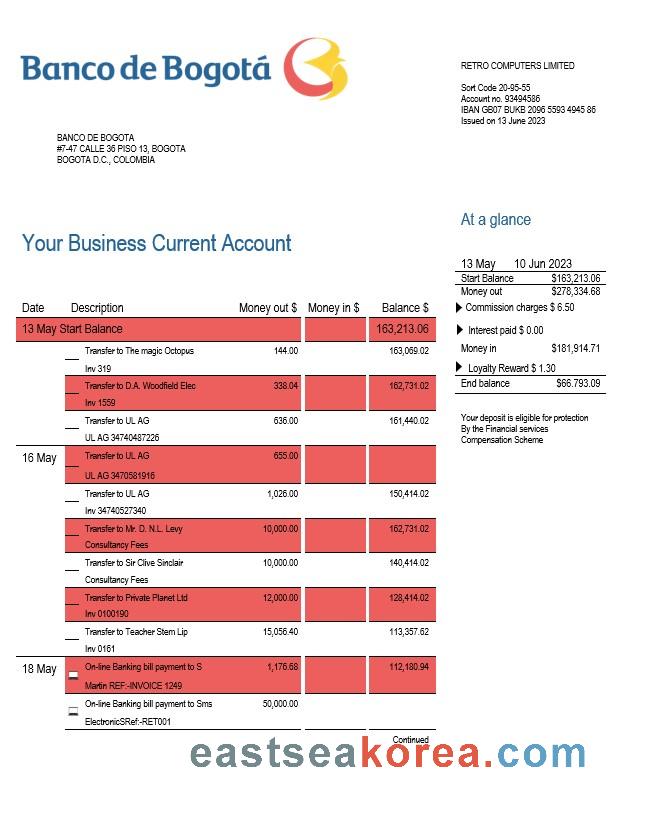 Banco de Bogotá
RETRO COMPUTERS LIMITED
Sort Code 20-95-55
Account no. 93494586
IBAN GB07 BUKB 2096 5593 4945 86
Issued on 13 June 2023
BANCO DE BOGOTA
#7-47 CALLE 36 PISO 13, BOGOTA
BOGOTA D.C., COLOMBIA
At a glance
Your Business Current Account
13 May 10 Jun 2023
Start Balance $163,213.06
Money out $278,334.68
Commission charges $ 6.50
Interest paid $ 0.00
Money in $181,914.71
Loyalty Reward $ 1.30
End balance $66.793.09
Your deposit is eligible for protection
By the Financial services
Compensation Scheme
Date Description Money out $ Money in $ Balance $
13 May Start Balance 163,213.06
Transfer to The magic Octopus 144.00 163,069.02
Inv 319
Transfer to D.A. Woodfield Elec 338.04 162,731.02
Inv 1559
Transfer to UL AG 636.00 161,440.02
UL AG 34740487226
16 May Transfer to UL AG 655.00
UL AG 3470581916
Transfer to UL AG 1,026.00 150,414.02
Inv 34740527340
Transfer to Mr. D. N.L. Levy 10,000.00 162,731.02
Consultancy Fees
Transfer to Sir Clive Sinclair 10,000.00 140,414.02
Consultancy Fees
Transfer to Private Planet Ltd 12,000.00 128,414.02
Inv 0100190
Transfer to Teacher Stem Lip 15,056.40 113,357.62
Inv 0161
18 May On-line Banking bill payment to S 1,176.68 112,180.94
Martin REF:-INVOICE 1249
On-line Banking bill payment to Sms 50,000.00
ElectronicSRef:-RET001
Continued
eastseakorea.com